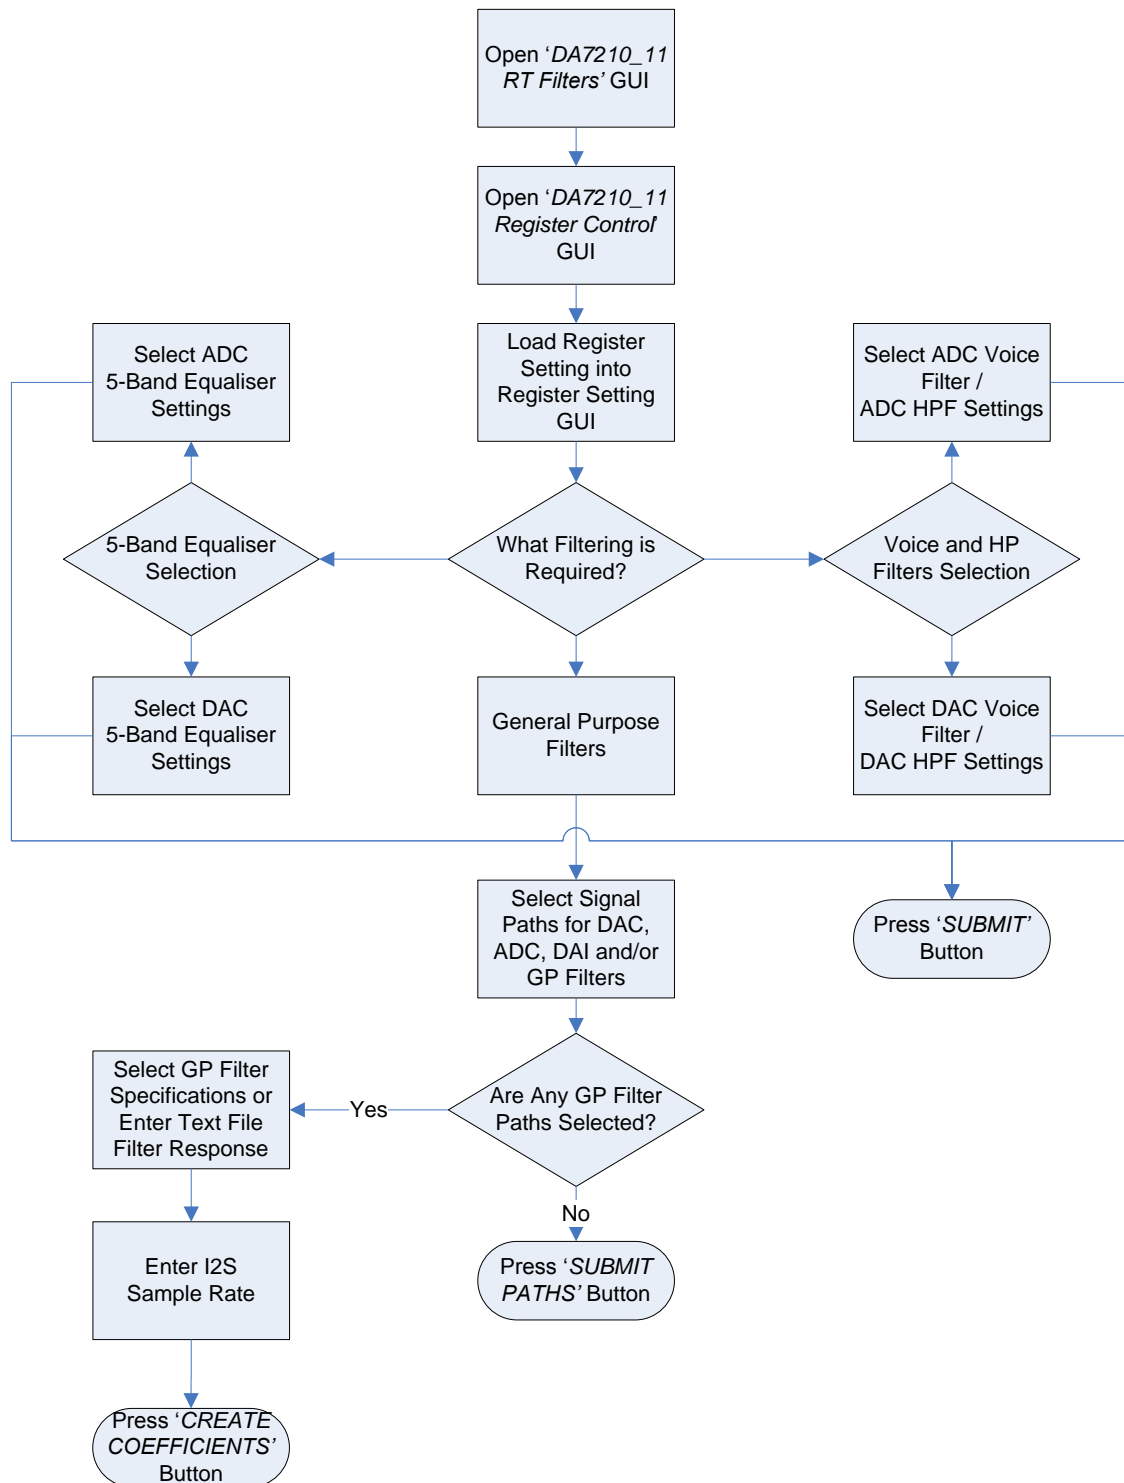 Open ‘DA7210_11
RT Filters’ GUI
Open ‘DA7210_11
Register Control’
GUI
Select ADC
5-Band Equaliser
Settings
Load Register
Setting into
Register Setting
GUI
Select ADC Voice
Filter /
ADC HPF Settings
5-Band Equaliser
Selection
What Filtering is
Required?
Voice and HP
Filters Selection
Select DAC
5-Band Equaliser
Settings
General Purpose
Filters
Select DAC Voice
Filter /
DAC HPF Settings
Select Signal
Paths for DAC,
ADC, DAI and/or
GP Filters
Press ‘SUBMIT’
Button
Select GP Filter
Specifications or
Enter Text File
Filter Response
Yes
Are Any GP Filter
Paths Selected?
No
Enter I2S
Sample Rate
Press ‘SUBMIT
PATHS’ Button
Press ‘CREATE
COEFFICIENTS’
Button